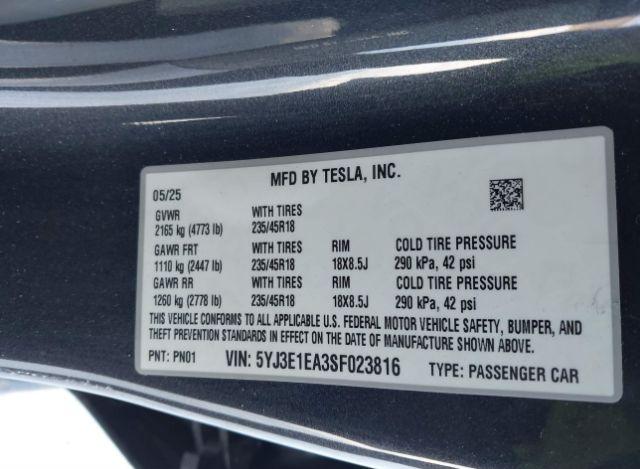 MFD BY TESLA, INC.
05/25
GVWR WITH TIRES
2165 kg (4773 lb) 235/45R18
GAWR FRT WITH TIRES RIM COLD TIRE PRESSURE
1110 kg (2447 lb) 235/45R18 18X8.5J 290 kPa, 42 psi
GAWR RR WITH TIRES RIM COLD TIRE PRESSURE
1260 kg (2778 lb) 235/45R18 18X8.5J 290 kPa, 42 psi
THIS VEHICLE CONFORMS TO ALL APPLICABLE U.S. FEDERAL MOTOR VEHICLE SAFETY, BUMPER, AND
THEFT PREVENTION STANDARDS IN EFFECT ON THE DATE OF MANUFACTURE SHOWN ABOVE.
PNT: PN01 VIN: 5YJ3E1EA3SF023816 TYPE: PASSENGER CAR